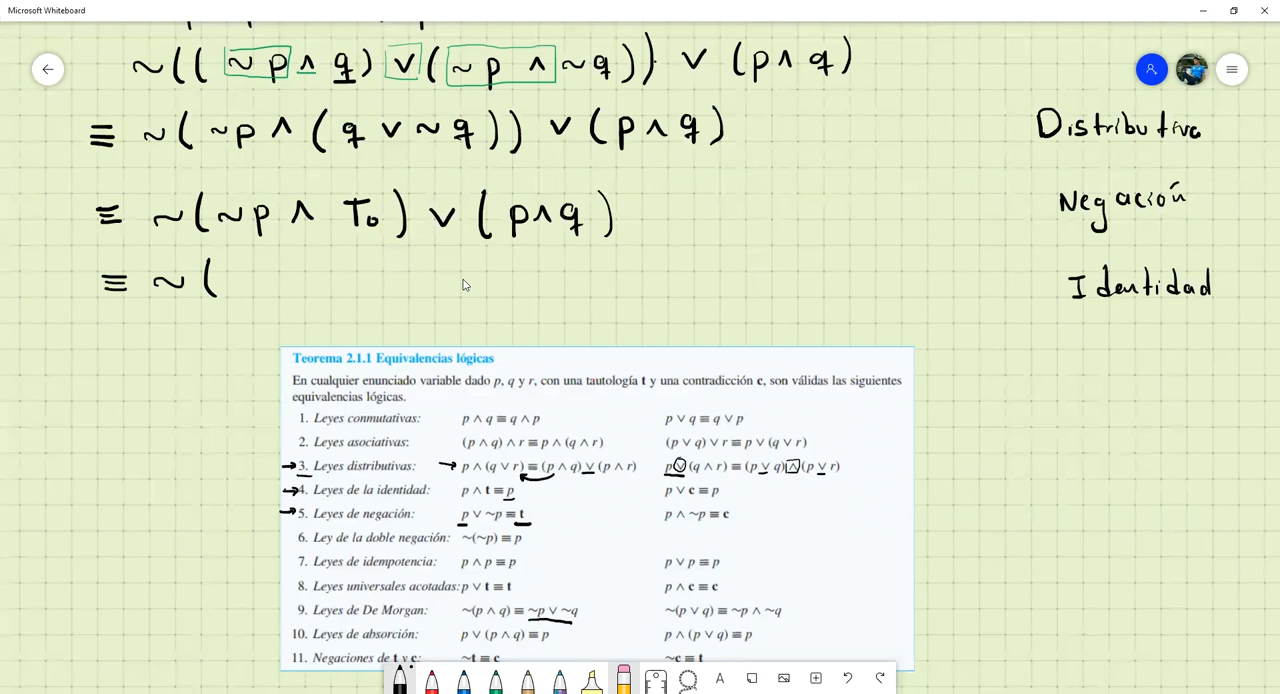 Microsoft Whiteboard
~((~p ∧ q) ∨ (~p ∧ ~q)) ∨ (p ∧ q)
≡ ~(~p ∧ (q ∨ ~q)) ∨ (p ∧ q) Distributiva
≡ ~(~p ∧ T₀) ∨ (p ∧ q) Negación
≡ ~( Identidad
Teorema 2.1.1 Equivalencias lógicas
En cualquier enunciado variable dado p, q y r, con una tautología t y una contradicción c, son válidas las siguientes
equivalencias lógicas.
1. Leyes conmutativas: p ∧ q ≡ q ∧ p p ∨ q ≡ q ∨ p
2. Leyes asociativas: (p ∧ q) ∧ r ≡ p ∧ (q ∧ r) (p ∨ q) ∨ r ≡ p ∨ (q ∨ r)
3. Leyes distributivas: p ∧ (q ∨ r) ≡ (p ∧ q) ∨ (p ∧ r) p ∨ (q ∧ r) ≡ (p ∨ q) ∧ (p ∨ r)
4. Leyes de la identidad: p ∧ t ≡ p p ∨ c ≡ p
5. Leyes de negación: p ∨ ~p ≡ t p ∧ ~p ≡ c
6. Ley de la doble negación: ~(~p) ≡ p
7. Leyes de idempotencia: p ∧ p ≡ p p ∨ p ≡ p
8. Leyes universales acotadas: p ∨ t ≡ t p ∧ c ≡ c
9. Leyes de De Morgan: ~(p ∧ q) ≡ ~p ∨ ~q ~(p ∨ q) ≡ ~p ∧ ~q
10. Leyes de absorción: p ∨ (p ∧ q) ≡ p p ∧ (p ∨ q) ≡ p
11. Negaciones de t y c: ~t ≡ c ~c ≡ t
A